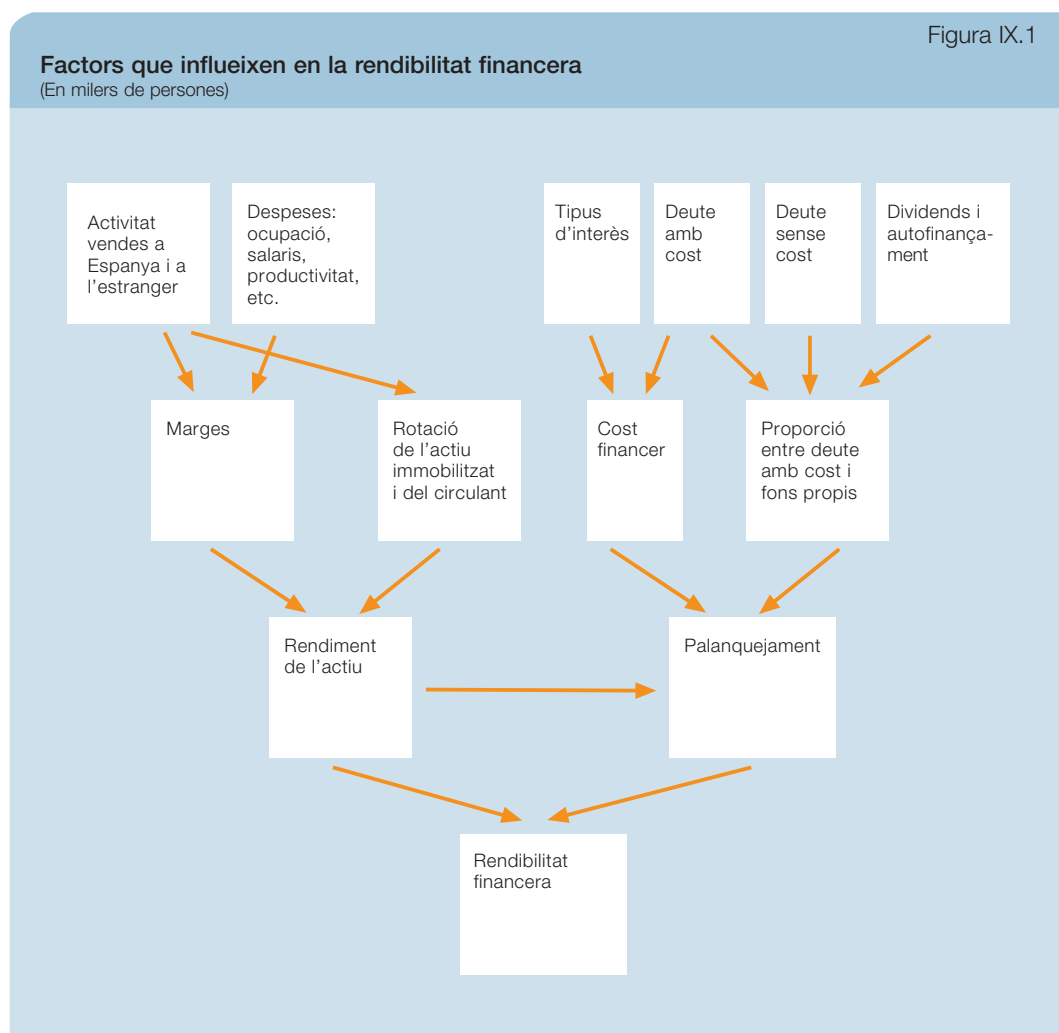 Figura IX.1
Factors que influeixen en la rendibilitat financera
(En milers de persones)
Activitat
vendes a
Espanya i a
l’estranger
Despeses:
ocupació,
salaris,
productivitat,
etc.
Tipus
d’interès
Deute
amb
cost
Deute
sense
cost
Dividends i
autofinança-
ment
Marges
Rotació
de l’actiu
immobilitzat
i del circulant
Cost
financer
Proporció
entre deute
amb cost i
fons propis
Rendiment
de l’actiu
Palanquejament
Rendibilitat
financera